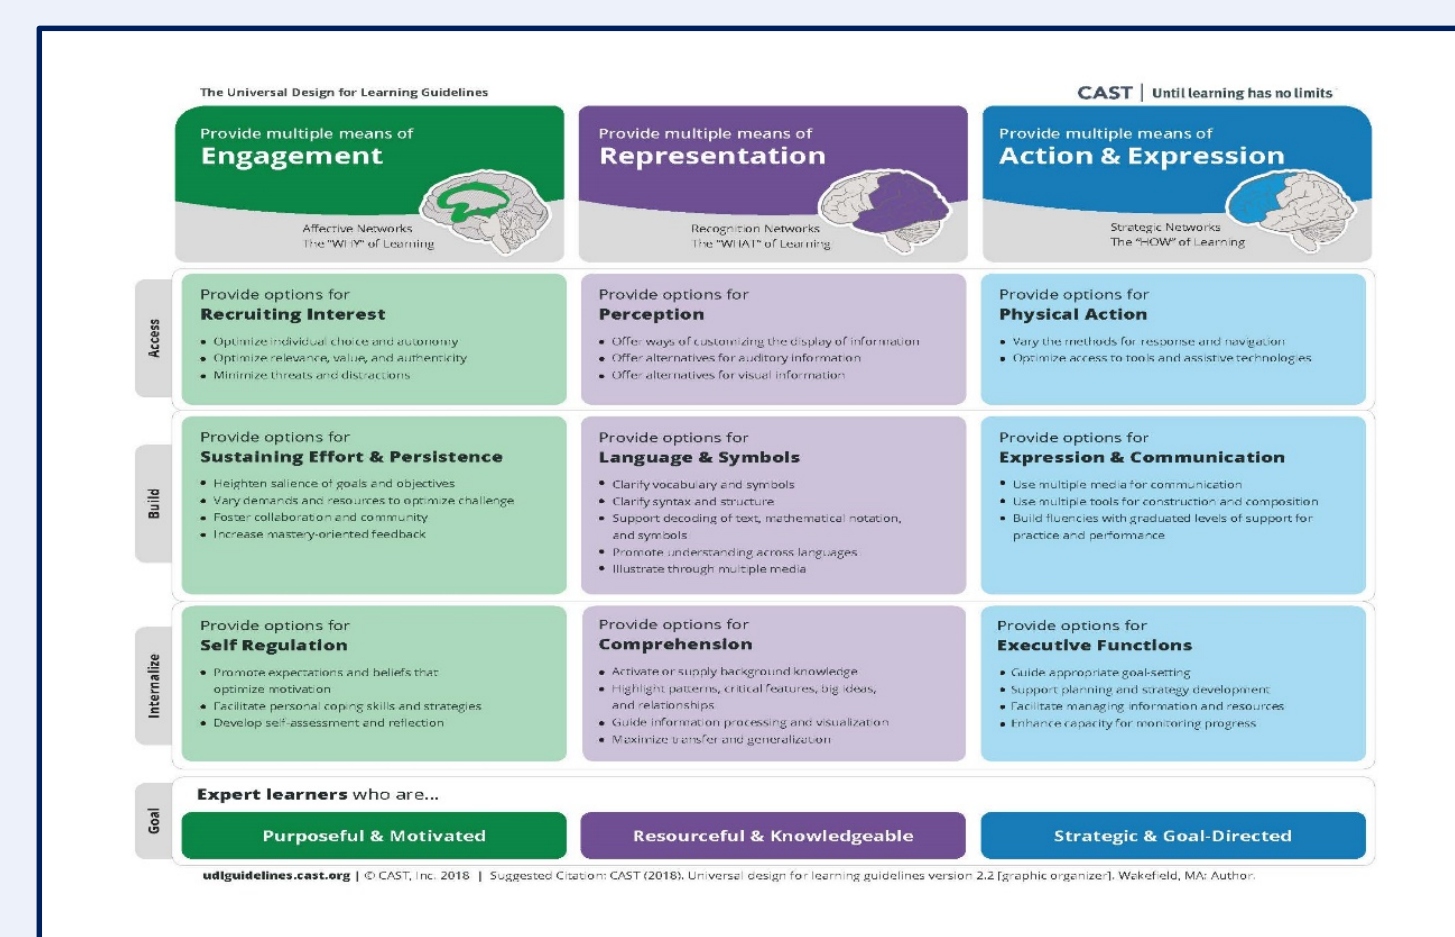 The Universal Design for Learning Guidelines
CAST | Until learning has no limits
Provide multiple means of
Engagement
Affective Networks
The "WHY" of Learning
Provide multiple means of
Representation
Recognition Networks
The "WHAT" of Learning
Provide multiple means of
Action & Expression
Strategic Networks
The "HOW" of Learning
Access
Provide options for
Recruiting Interest
• Optimize individual choice and autonomy
• Optimize relevance, value, and authenticity
• Minimize threats and distractions
Provide options for
Perception
• Offer ways of customizing the display of information
• Offer alternatives for auditory information
• Offer alternatives for visual information
Provide options for
Physical Action
• Vary the methods for response and navigation
• Optimize access to tools and assistive technologies
Build
Provide options for
Sustaining Effort & Persistence
• Heighten salience of goals and objectives
• Vary demands and resources to optimize challenge
• Foster collaboration and community
• Increase mastery-oriented feedback
Provide options for
Language & Symbols
• Clarify vocabulary and symbols
• Clarify syntax and structure
• Support decoding of text, mathematical notation,
and symbols
• Promote understanding across languages
• Illustrate through multiple media
Provide options for
Expression & Communication
• Use multiple media for communication
• Use multiple tools for construction and composition
• Build fluencies with graduated levels of support for
practice and performance
Internalize
Provide options for
Self Regulation
• Promote expectations and beliefs that
optimize motivation
• Facilitate personal coping skills and strategies
• Develop self-assessment and reflection
Provide options for
Comprehension
• Activate or supply background knowledge
• Highlight patterns, critical features, big ideas,
and relationships
• Guide information processing and visualization
• Maximize transfer and generalization
Provide options for
Executive Functions
• Guide appropriate goal-setting
• Support planning and strategy development
• Facilitate managing information and resources
• Enhance capacity for monitoring progress
Goal
Expert learners who are...
Purposeful & Motivated
Resourceful & Knowledgeable
Strategic & Goal-Directed
udlguidelines.cast.org | © CAST, Inc. 2018 | Suggested Citation: CAST (2018). Universal design for learning guidelines version 2.2 [graphic organizer]. Wakefield, MA: Author.